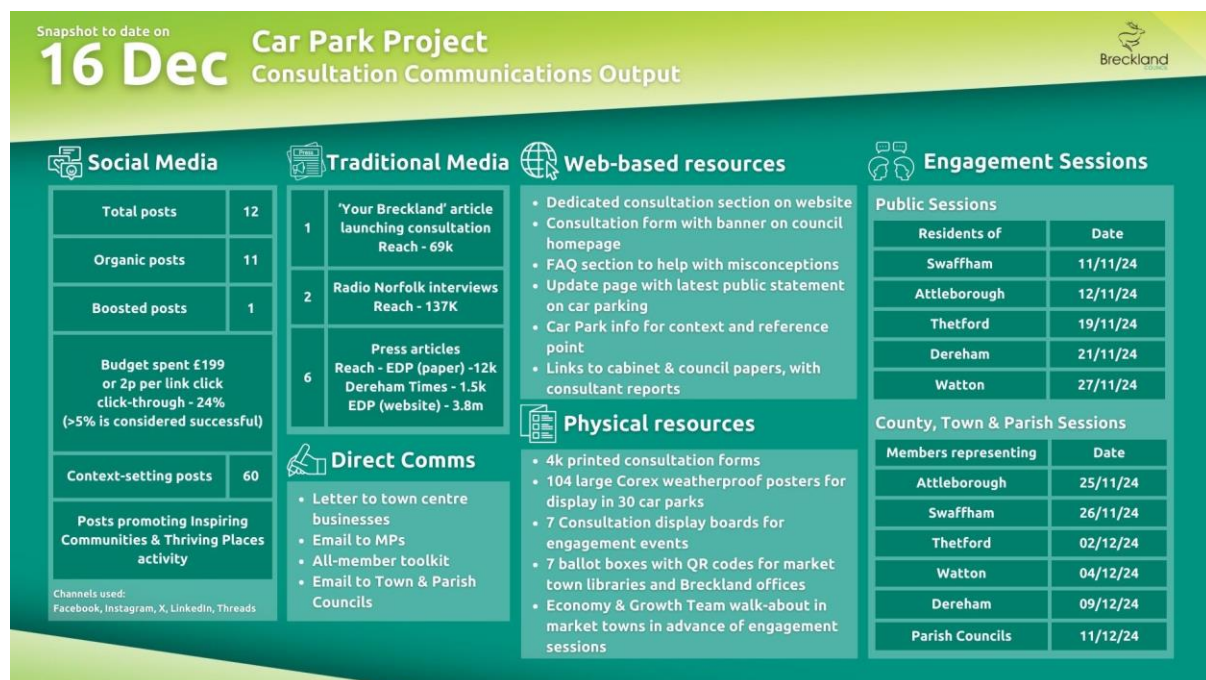 Snapshot to date on
16 Dec
Car Park Project
Consultation Communications Output
Breckland
COUNCIL
Social Media
Total posts 12
Organic posts 11
Boosted posts 1
Budget spent £199
or 2p per link click
click-through - 24%
(>5% is considered successful)
Context-setting posts 60
Posts promoting Inspiring
Communities & Thriving Places
activity
Channels used:
Facebook, Instagram, X, LinkedIn, Threads
Press
Traditional Media
1
'Your Breckland' article
launching consultation
Reach - 69k
2
Radio Norfolk interviews
Reach - 137K
6
Press articles
Reach - EDP (paper) -12k
Dereham Times - 1.5k
EDP (website) - 3.8m
Direct Comms
• Letter to town centre
businesses
• Email to MPs
• All-member toolkit
• Email to Town & Parish
Councils
Web-based resources
• Dedicated consultation section on website
• Consultation form with banner on council
homepage
• FAQ section to help with misconceptions
• Update page with latest public statement
on car parking
• Car Park info for context and reference
point
• Links to cabinet & council papers, with
consultant reports
Physical resources
• 4k printed consultation forms
• 104 large Corex weatherproof posters for
display in 30 car parks
• 7 Consultation display boards for
engagement events
• 7 ballot boxes with QR codes for market
town libraries and Breckland offices
• Economy & Growth Team walk-about in
market towns in advance of engagement
sessions
Engagement Sessions
Public Sessions
Residents of Date
Swaffham 11/11/24
Attleborough 12/11/24
Thetford 19/11/24
Dereham 21/11/24
Watton 27/11/24
County, Town & Parish Sessions
Members representing Date
Attleborough 25/11/24
Swaffham 26/11/24
Thetford 02/12/24
Watton 04/12/24
Dereham 09/12/24
Parish Councils 11/12/24